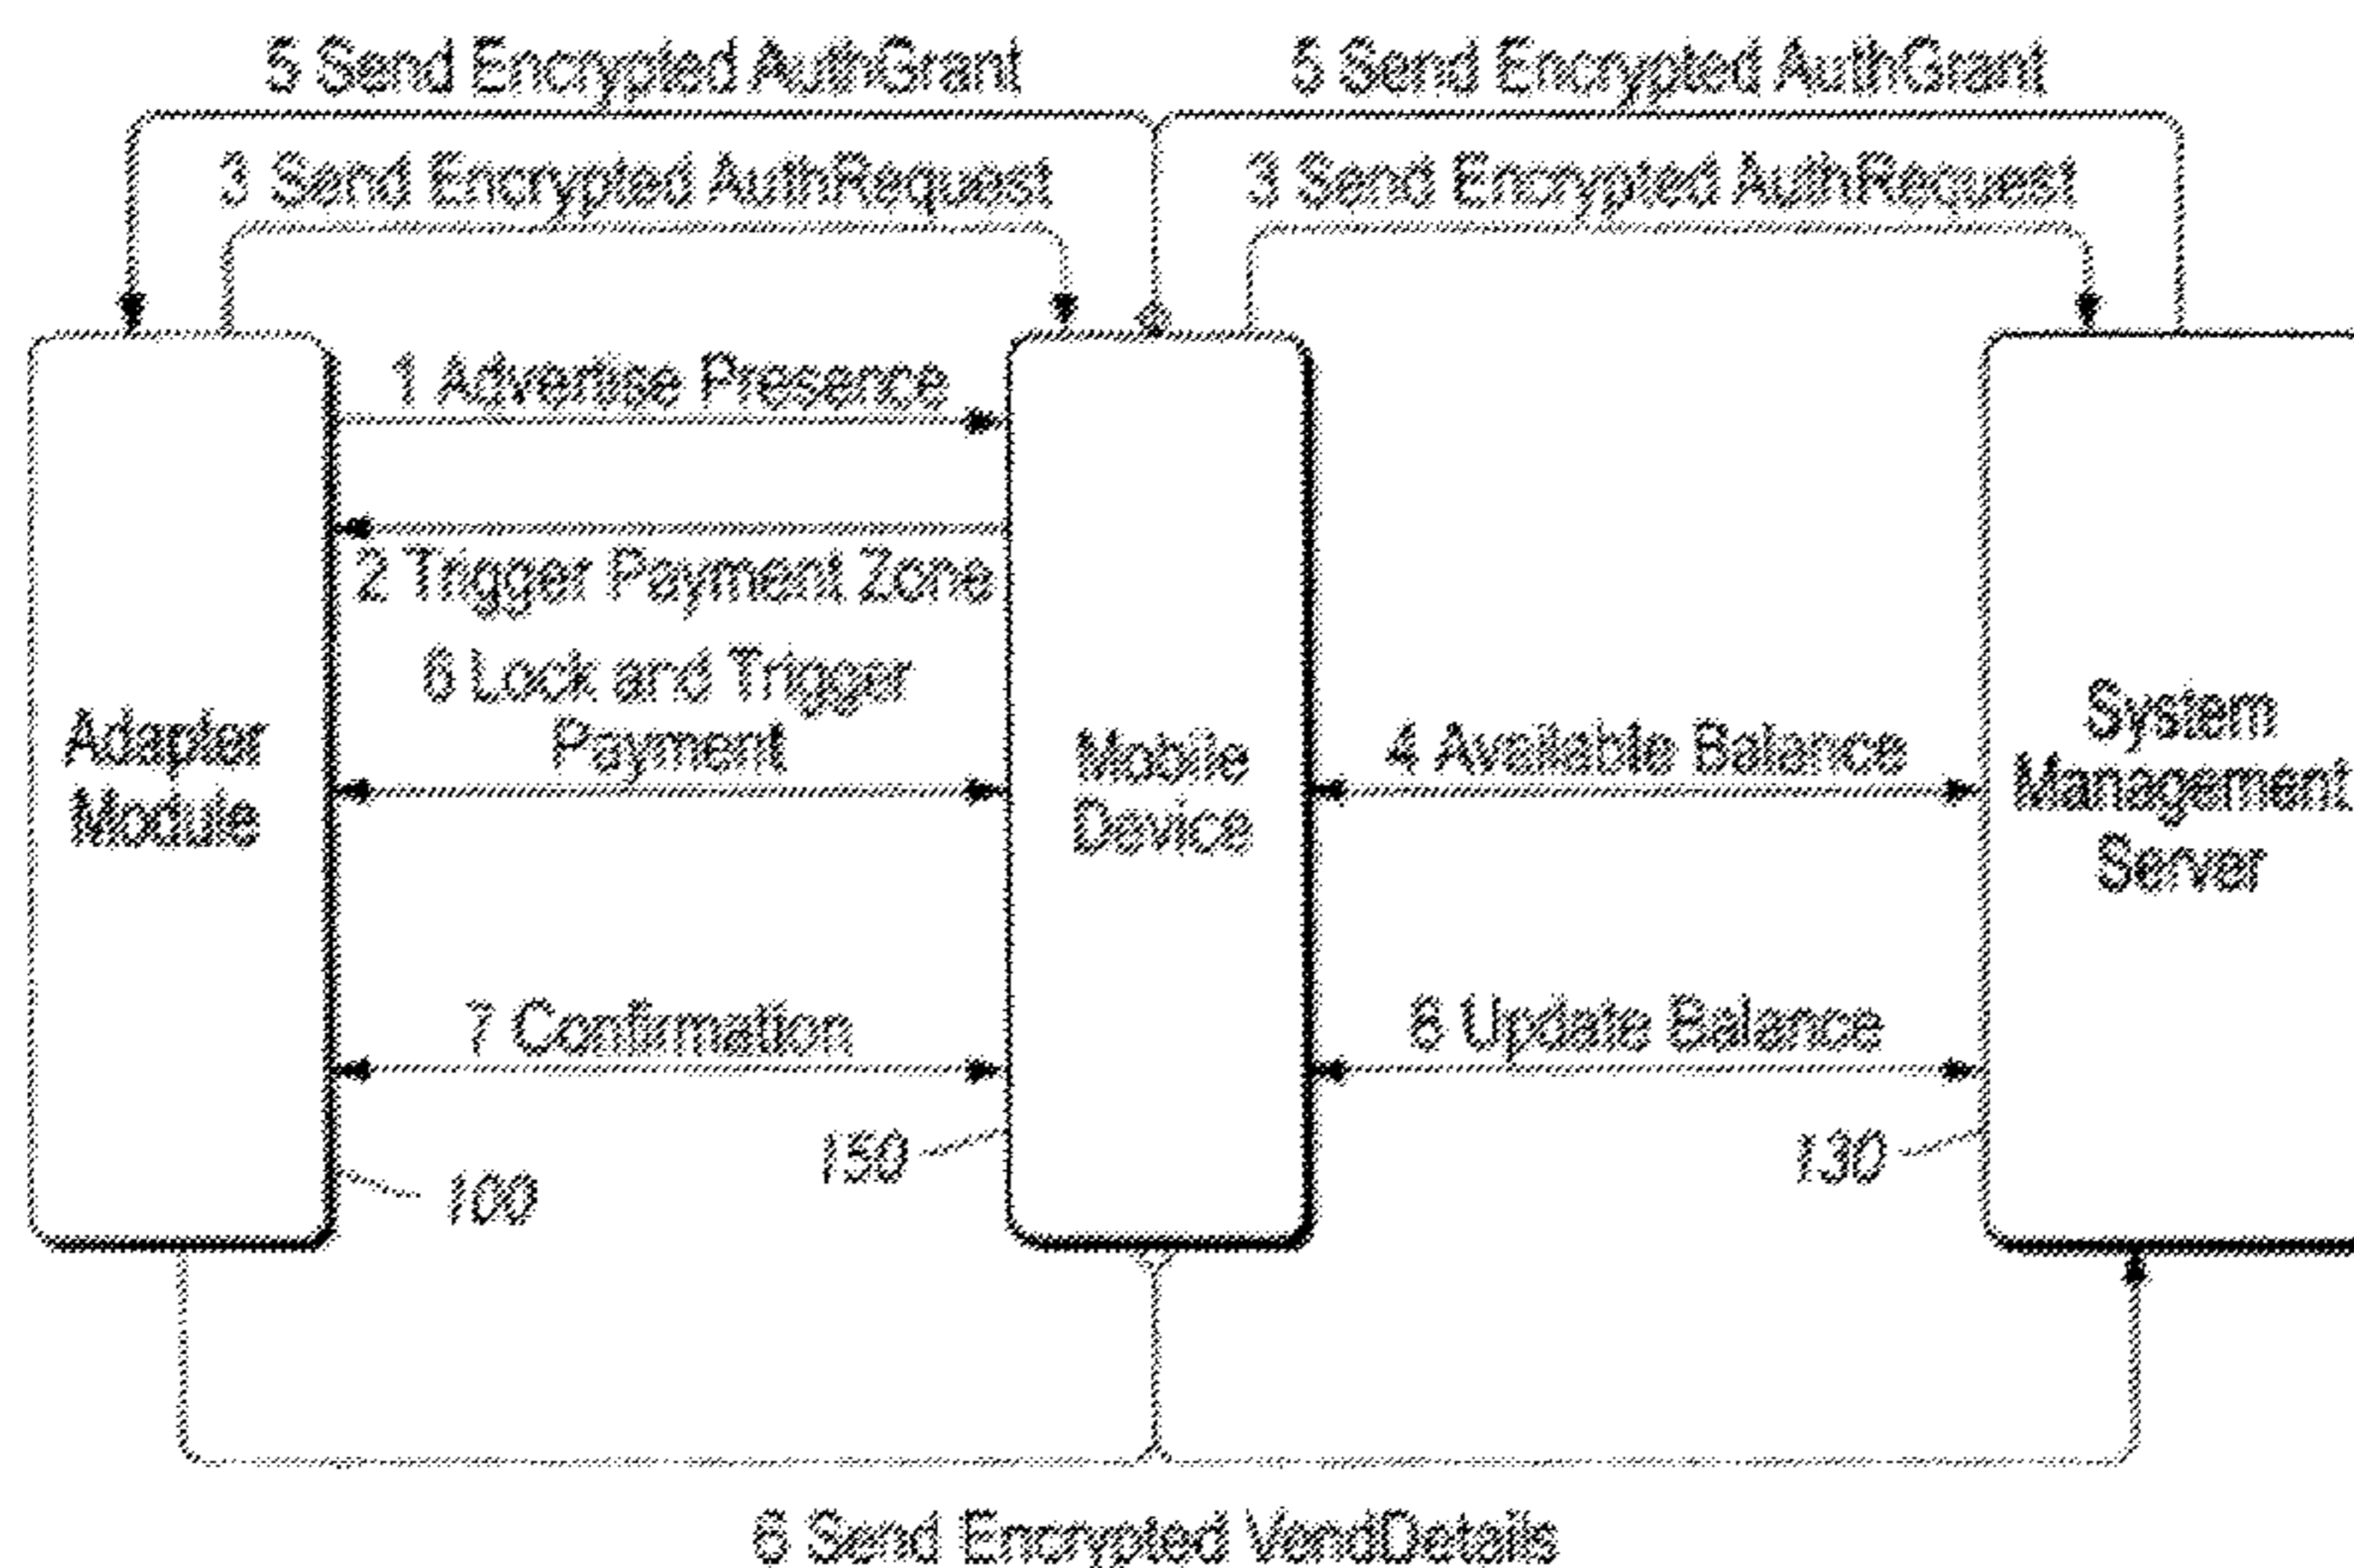 5 Send Encrypted AuthGrant
5 Send Encrypted AuthGrant
3 Send Encrypted AuthRequest
3 Send Encrypted AuthRequest
1 Advertise Presence
2 Trigger Payment Zone
6 Lock and Trigger
Payment
Adapter
Module
Mobile
Device
4 Available Balance
System
Management
Server
7 Confirmation
8 Update Balance
150
130
100
6 Send Encrypted VendDetails